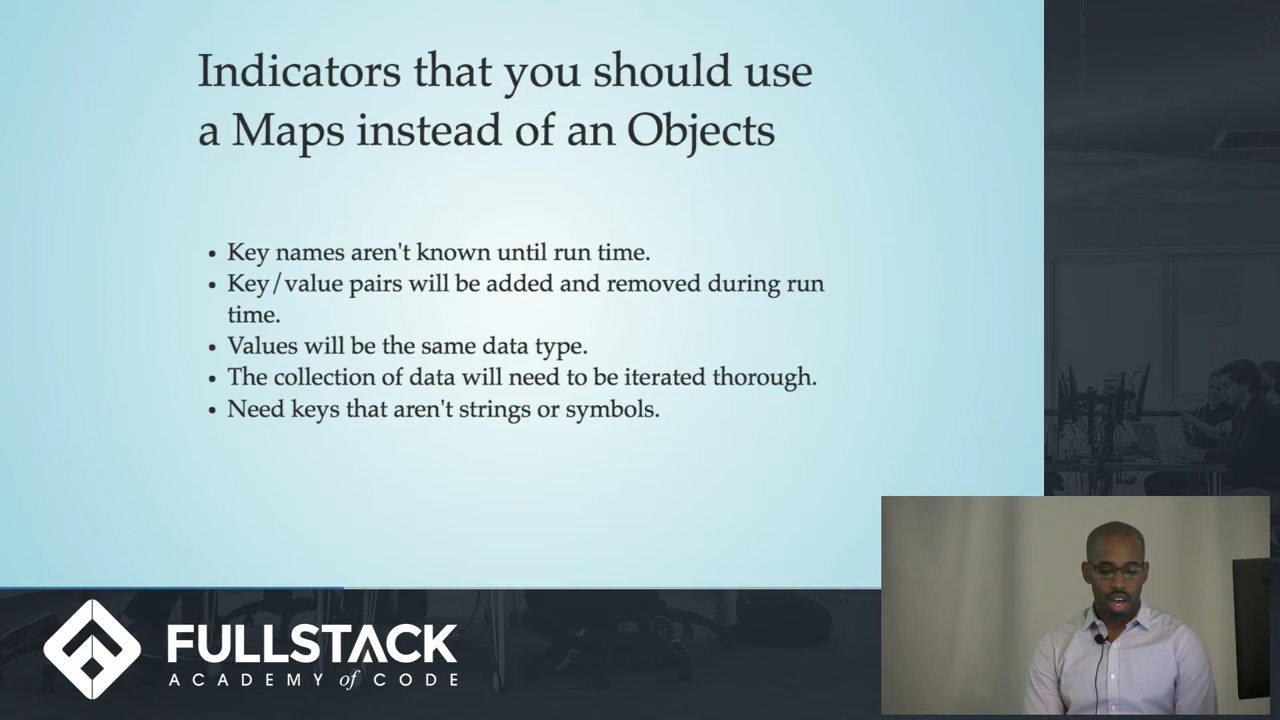 Indicators that you should use
a Maps instead of an Objects
• Key names aren't known until run time.
• Key/value pairs will be added and removed during run
time.
• Values will be the same data type.
• The collection of data will need to be iterated thorough.
• Need keys that aren't strings or symbols.
FULLSTACK
ACADEMY of CODE